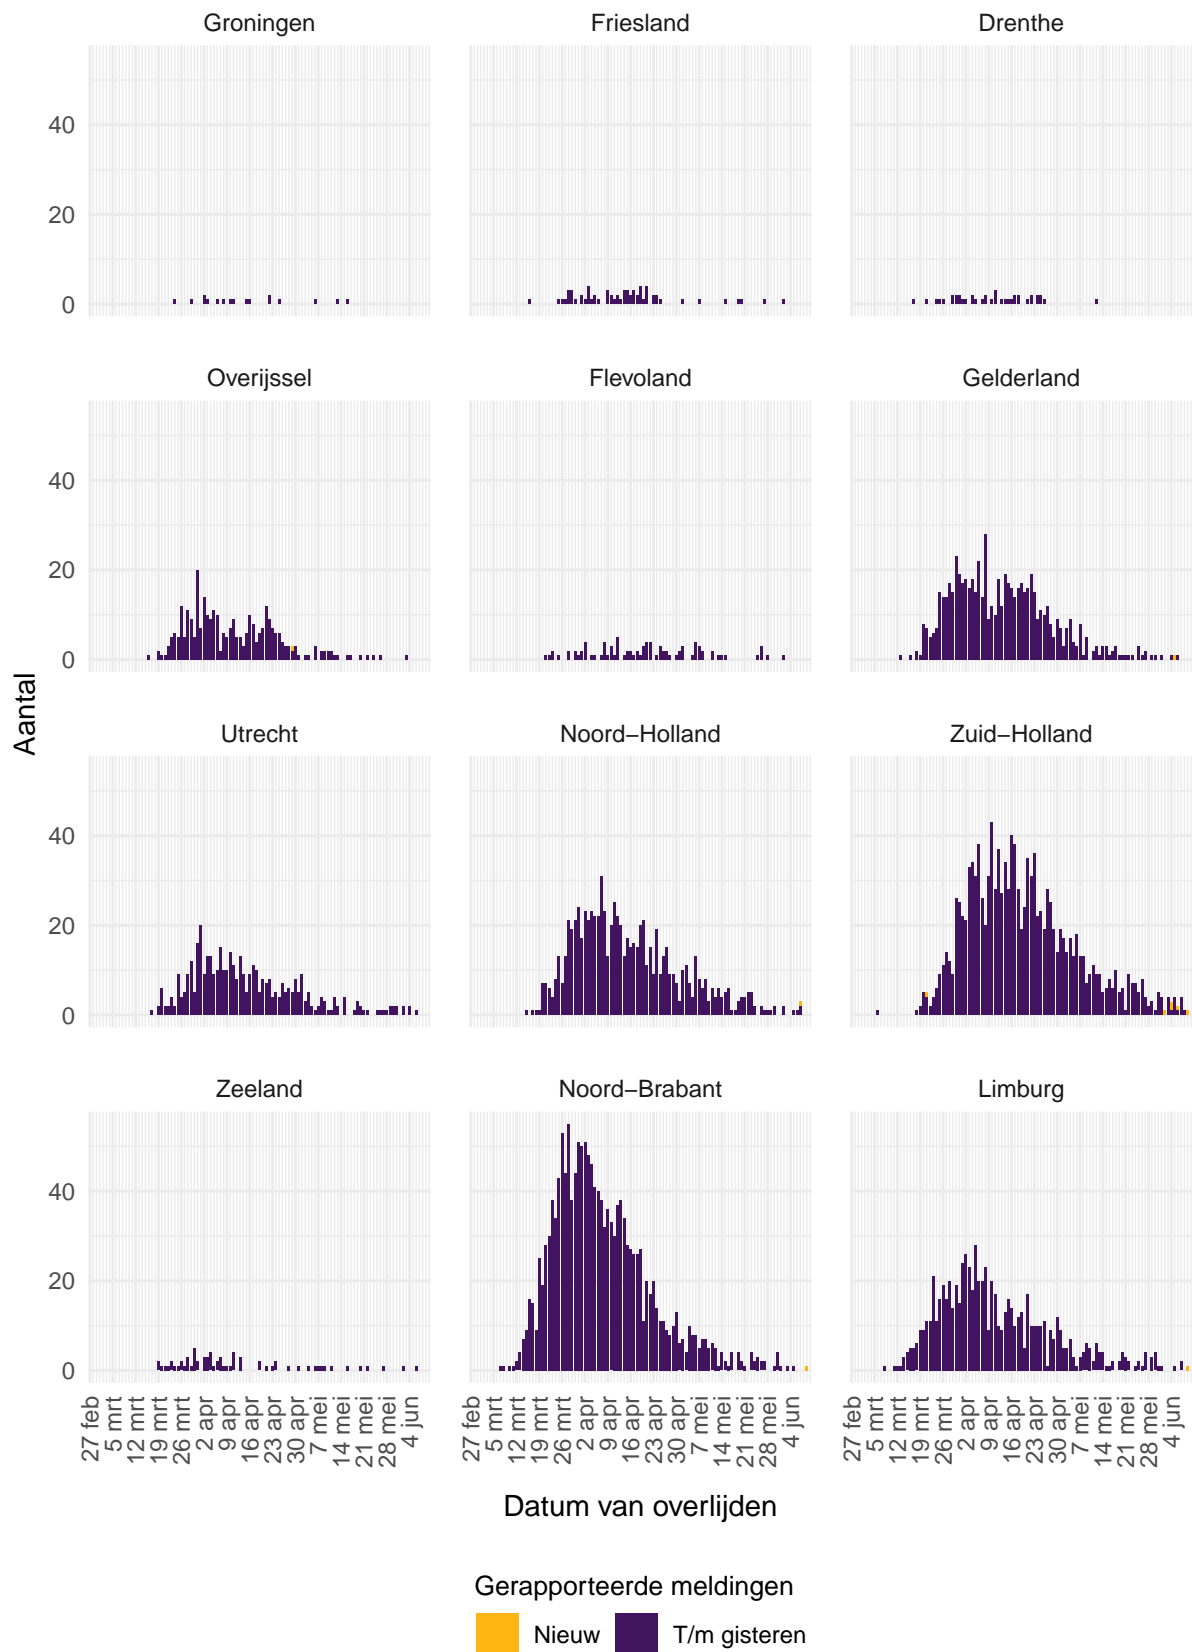 Groningen Friesland Drenthe
40
20
0
Overijssel Flevoland Gelderland
40
20
0
Aantal
Utrecht Noord−Holland Zuid−Holland
40
20
0
Zeeland Noord−Brabant Limburg
40
20
0
27 feb 5 mrt 12 mrt 19 mrt 26 mrt 2 apr 9 apr 16 apr 23 apr 30 apr 7 mei 14 mei 21 mei 28 mei 4 jun 27 feb 5 mrt 12 mrt 19 mrt 26 mrt 2 apr 9 apr 16 apr 23 apr 30 apr 7 mei 14 mei 21 mei 28 mei 4 jun 27 feb 5 mrt 12 mrt 19 mrt 26 mrt 2 apr 9 apr 16 apr 23 apr 30 apr 7 mei 14 mei 21 mei 28 mei 4 jun
Datum van overlijden
Gerapporteerde meldingen
Nieuw T/m gisteren